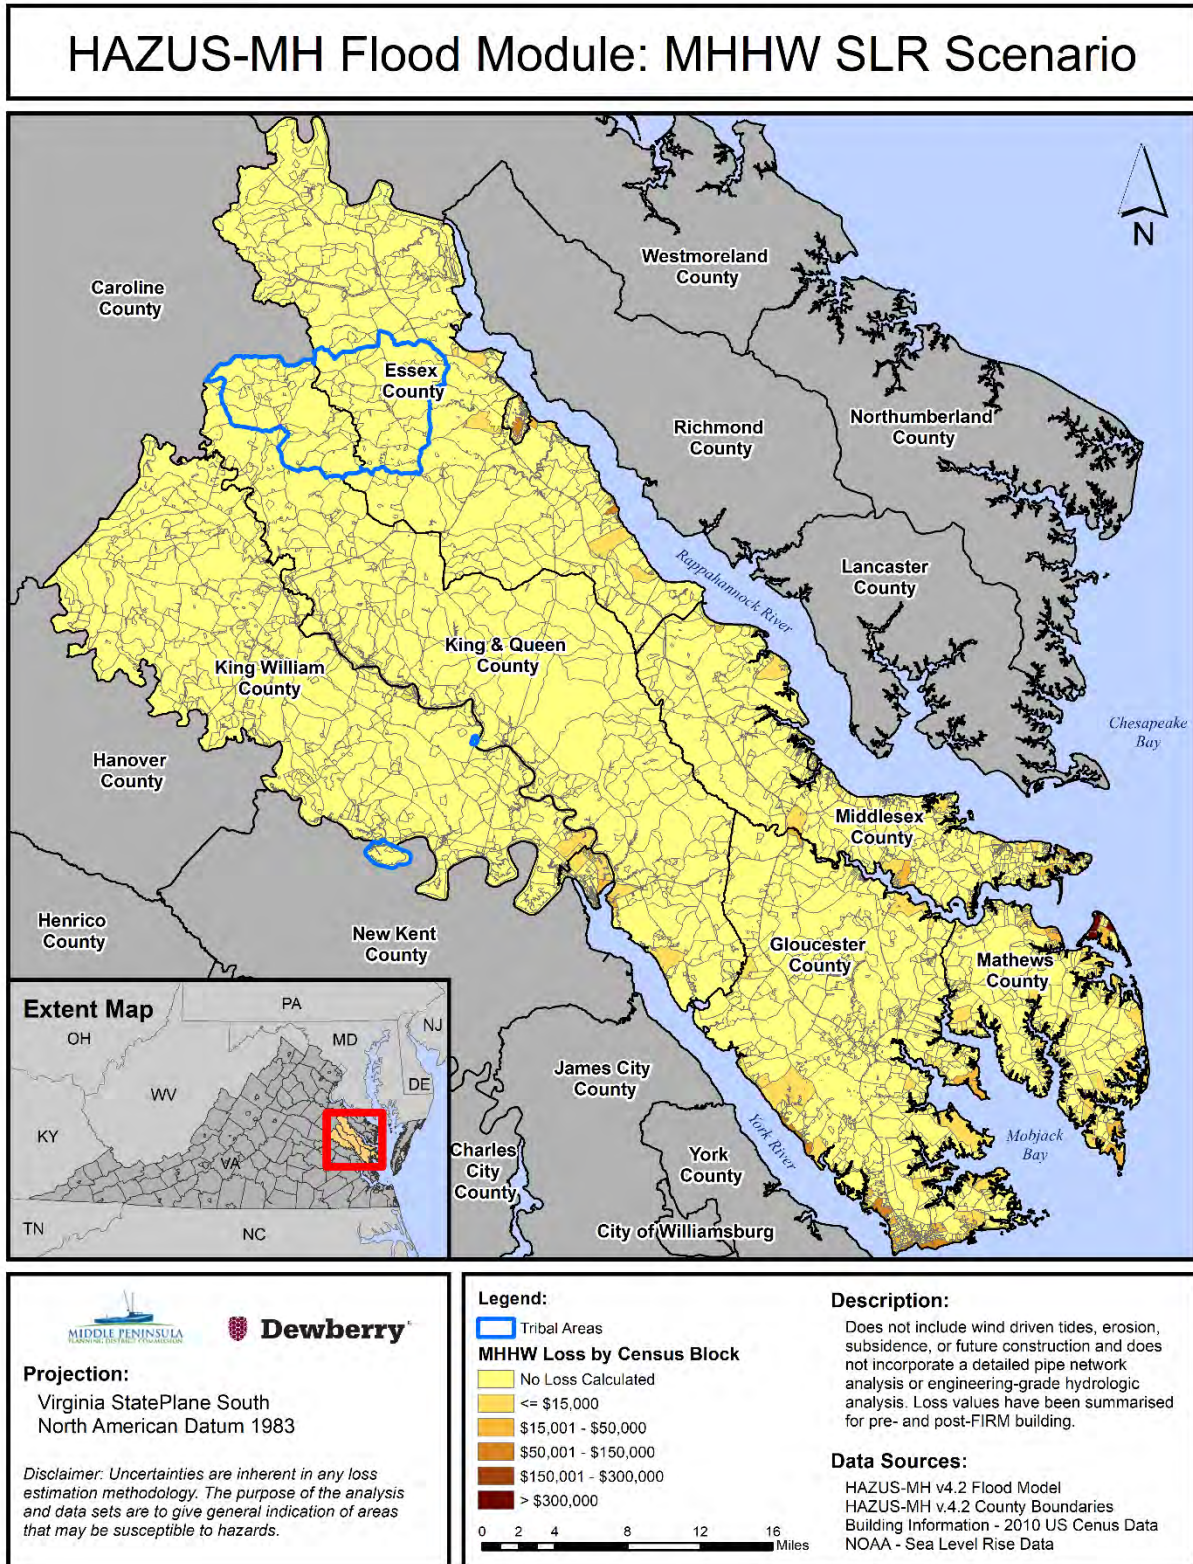 HAZUS-MH Flood Module: MHHW SLR Scenario
N
Westmoreland
County
Caroline
County
Essex
County
Richmond
County
Northumberland
County
Rappahannock River
Lancaster
County
King & Queen
County
King William
County
Chesapeake
Bay
Hanover
County
Middlesex
County
Henrico
County
New Kent
County
Gloucester
County
Mathews
County
James City
County
York River
Mobjack
Bay
Charles
City
County
York
County
City of Williamsburg
Extent Map
PA
OH
MD
NJ
WV
DE
KY
VA
TN
NC
MIDDLE PENINSULA
PLANNING DISTRICT COMMISSION
Dewberry
Projection:
Virginia StatePlane South
North American Datum 1983
Disclaimer: Uncertainties are inherent in any loss
estimation methodology. The purpose of the analysis
and data sets are to give general indication of areas
that may be susceptible to hazards.
Legend:
Tribal Areas
MHHW Loss by Census Block
No Loss Calculated
<= $15,000
$15,001 - $50,000
$50,001 - $150,000
$150,001 - $300,000
> $300,000
0 2 4 8 12 16
Miles
Description:
Does not include wind driven tides, erosion,
subsidence, or future construction and does
not incorporate a detailed pipe network
analysis or engineering-grade hydrologic
analysis. Loss values have been summarised
for pre- and post-FIRM building.
Data Sources:
HAZUS-MH v4.2 Flood Model
HAZUS-MH v.4.2 County Boundaries
Building Information - 2010 US Cenus Data
NOAA - Sea Level Rise Data